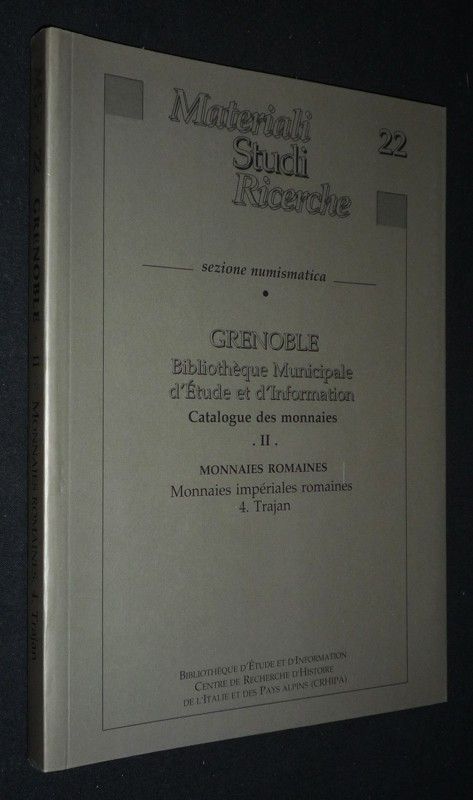 Materiali
Studi
Ricerche
22
sezione numismatica
GRENOBLE
Bibliothèque Municipale
d'Étude et d'Information
Catalogue des monnaies
. II .
MONNAIES ROMAINES
Monnaies impériales romaines
4. Trajan
BIBLIOTHÈQUE D'ÉTUDE ET D'INFORMATION
CENTRE DE RECHERCHE D'HISTOIRE
DE L'ITALIE ET DES PAYS ALPINS (CRHIPA)
22 · GRENOBLE · II · MONNAIES ROMAINES, 4. Trajan